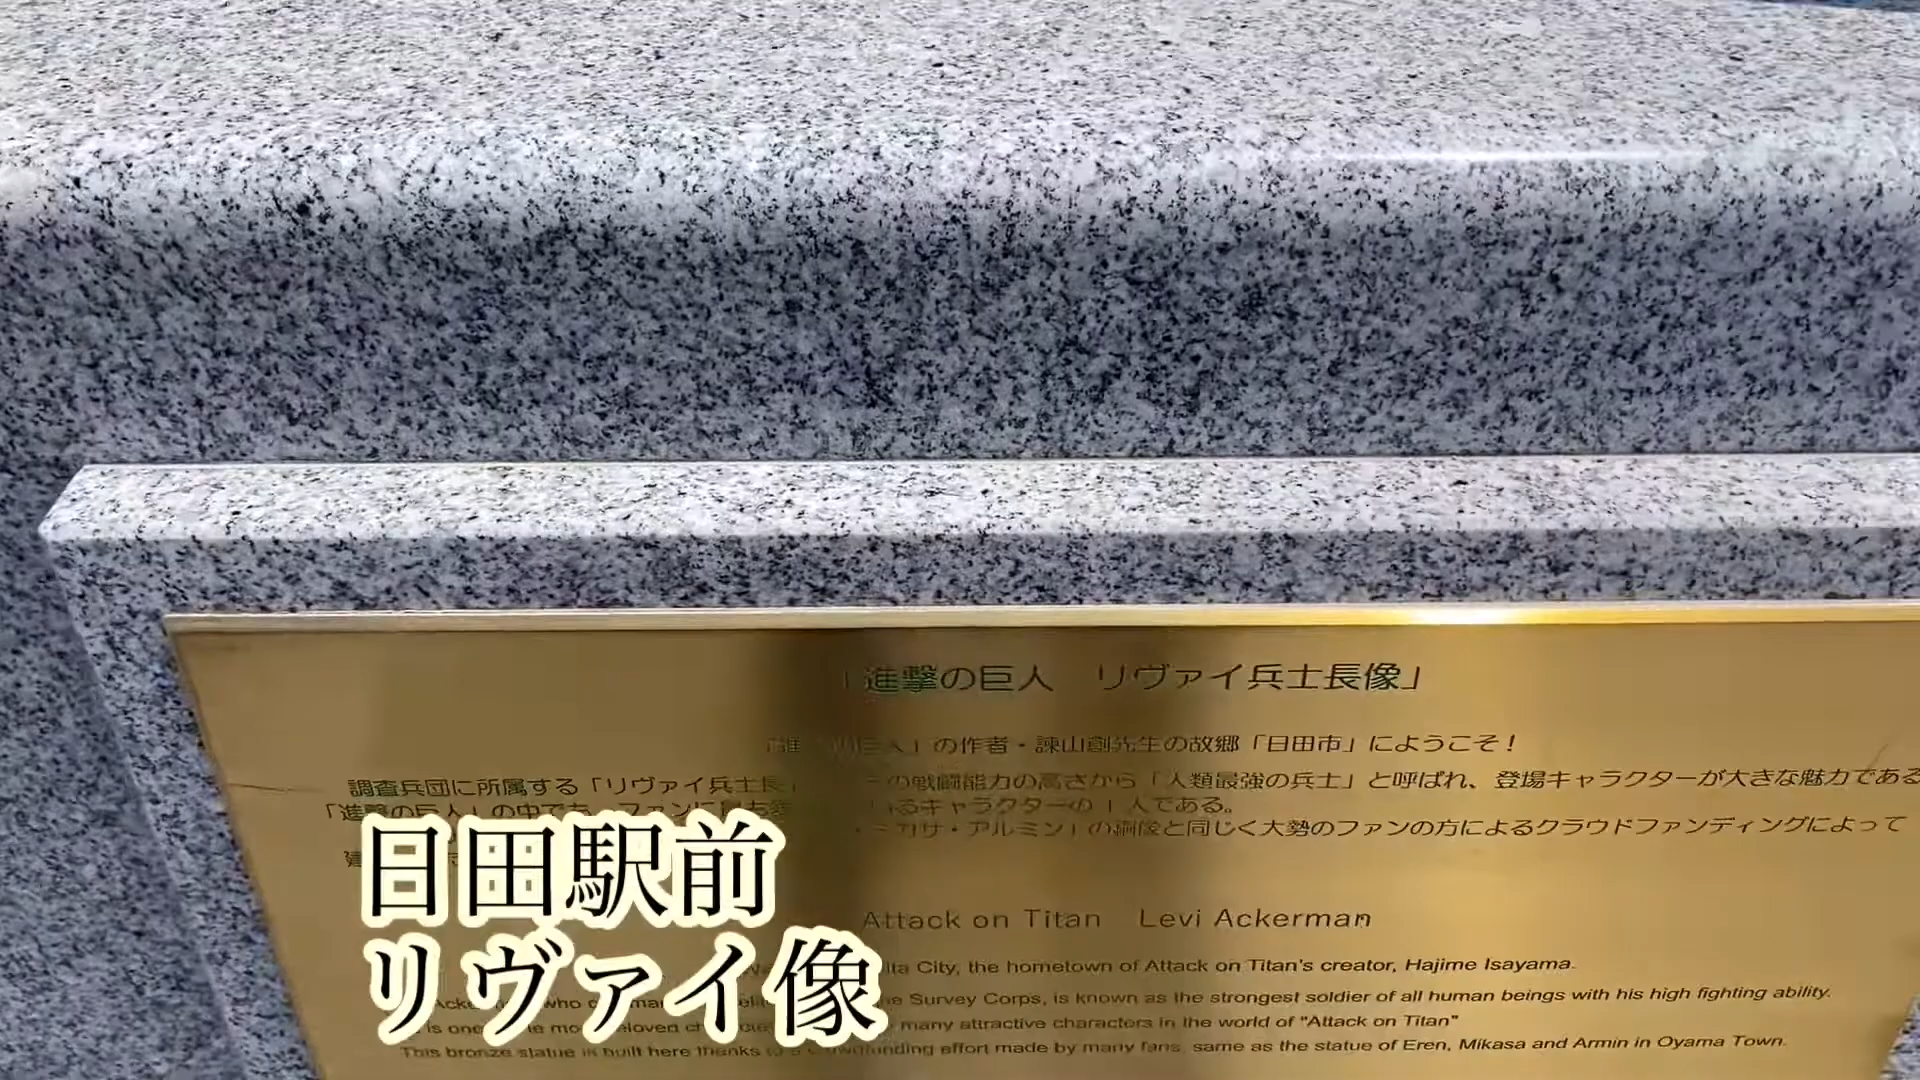 「進撃の巨人 リヴァイ兵士長像」
の作者・諫山創先生の故郷「日田市」にようこそ！
調査兵団に所属する「リヴァイ兵士長 の戦闘能力の高さから「人類最強の兵士」と呼ばれ、登場キャラクターが大きな魅力である
「進撃の巨人」の中でも いるキャラクターの1人である。
ミカサ・アルミン」の銅像と同じく大勢のファンの方によるクラウドファンディングによって
日田駅前
リヴァイ像
Attack on Titan Levi Ackerman
City, the hometown of Attack on Titan's creator, Hajime Isayama.
who Survey Corps, is known as the strongest soldier of all human beings with his high fighting ability.
is many attractive characters in the world of "Attack on Titan"
This bronze statue is built here thanks effort made by many fans, same as the statue of Eren, Mikasa and Armin in Oyama Town.